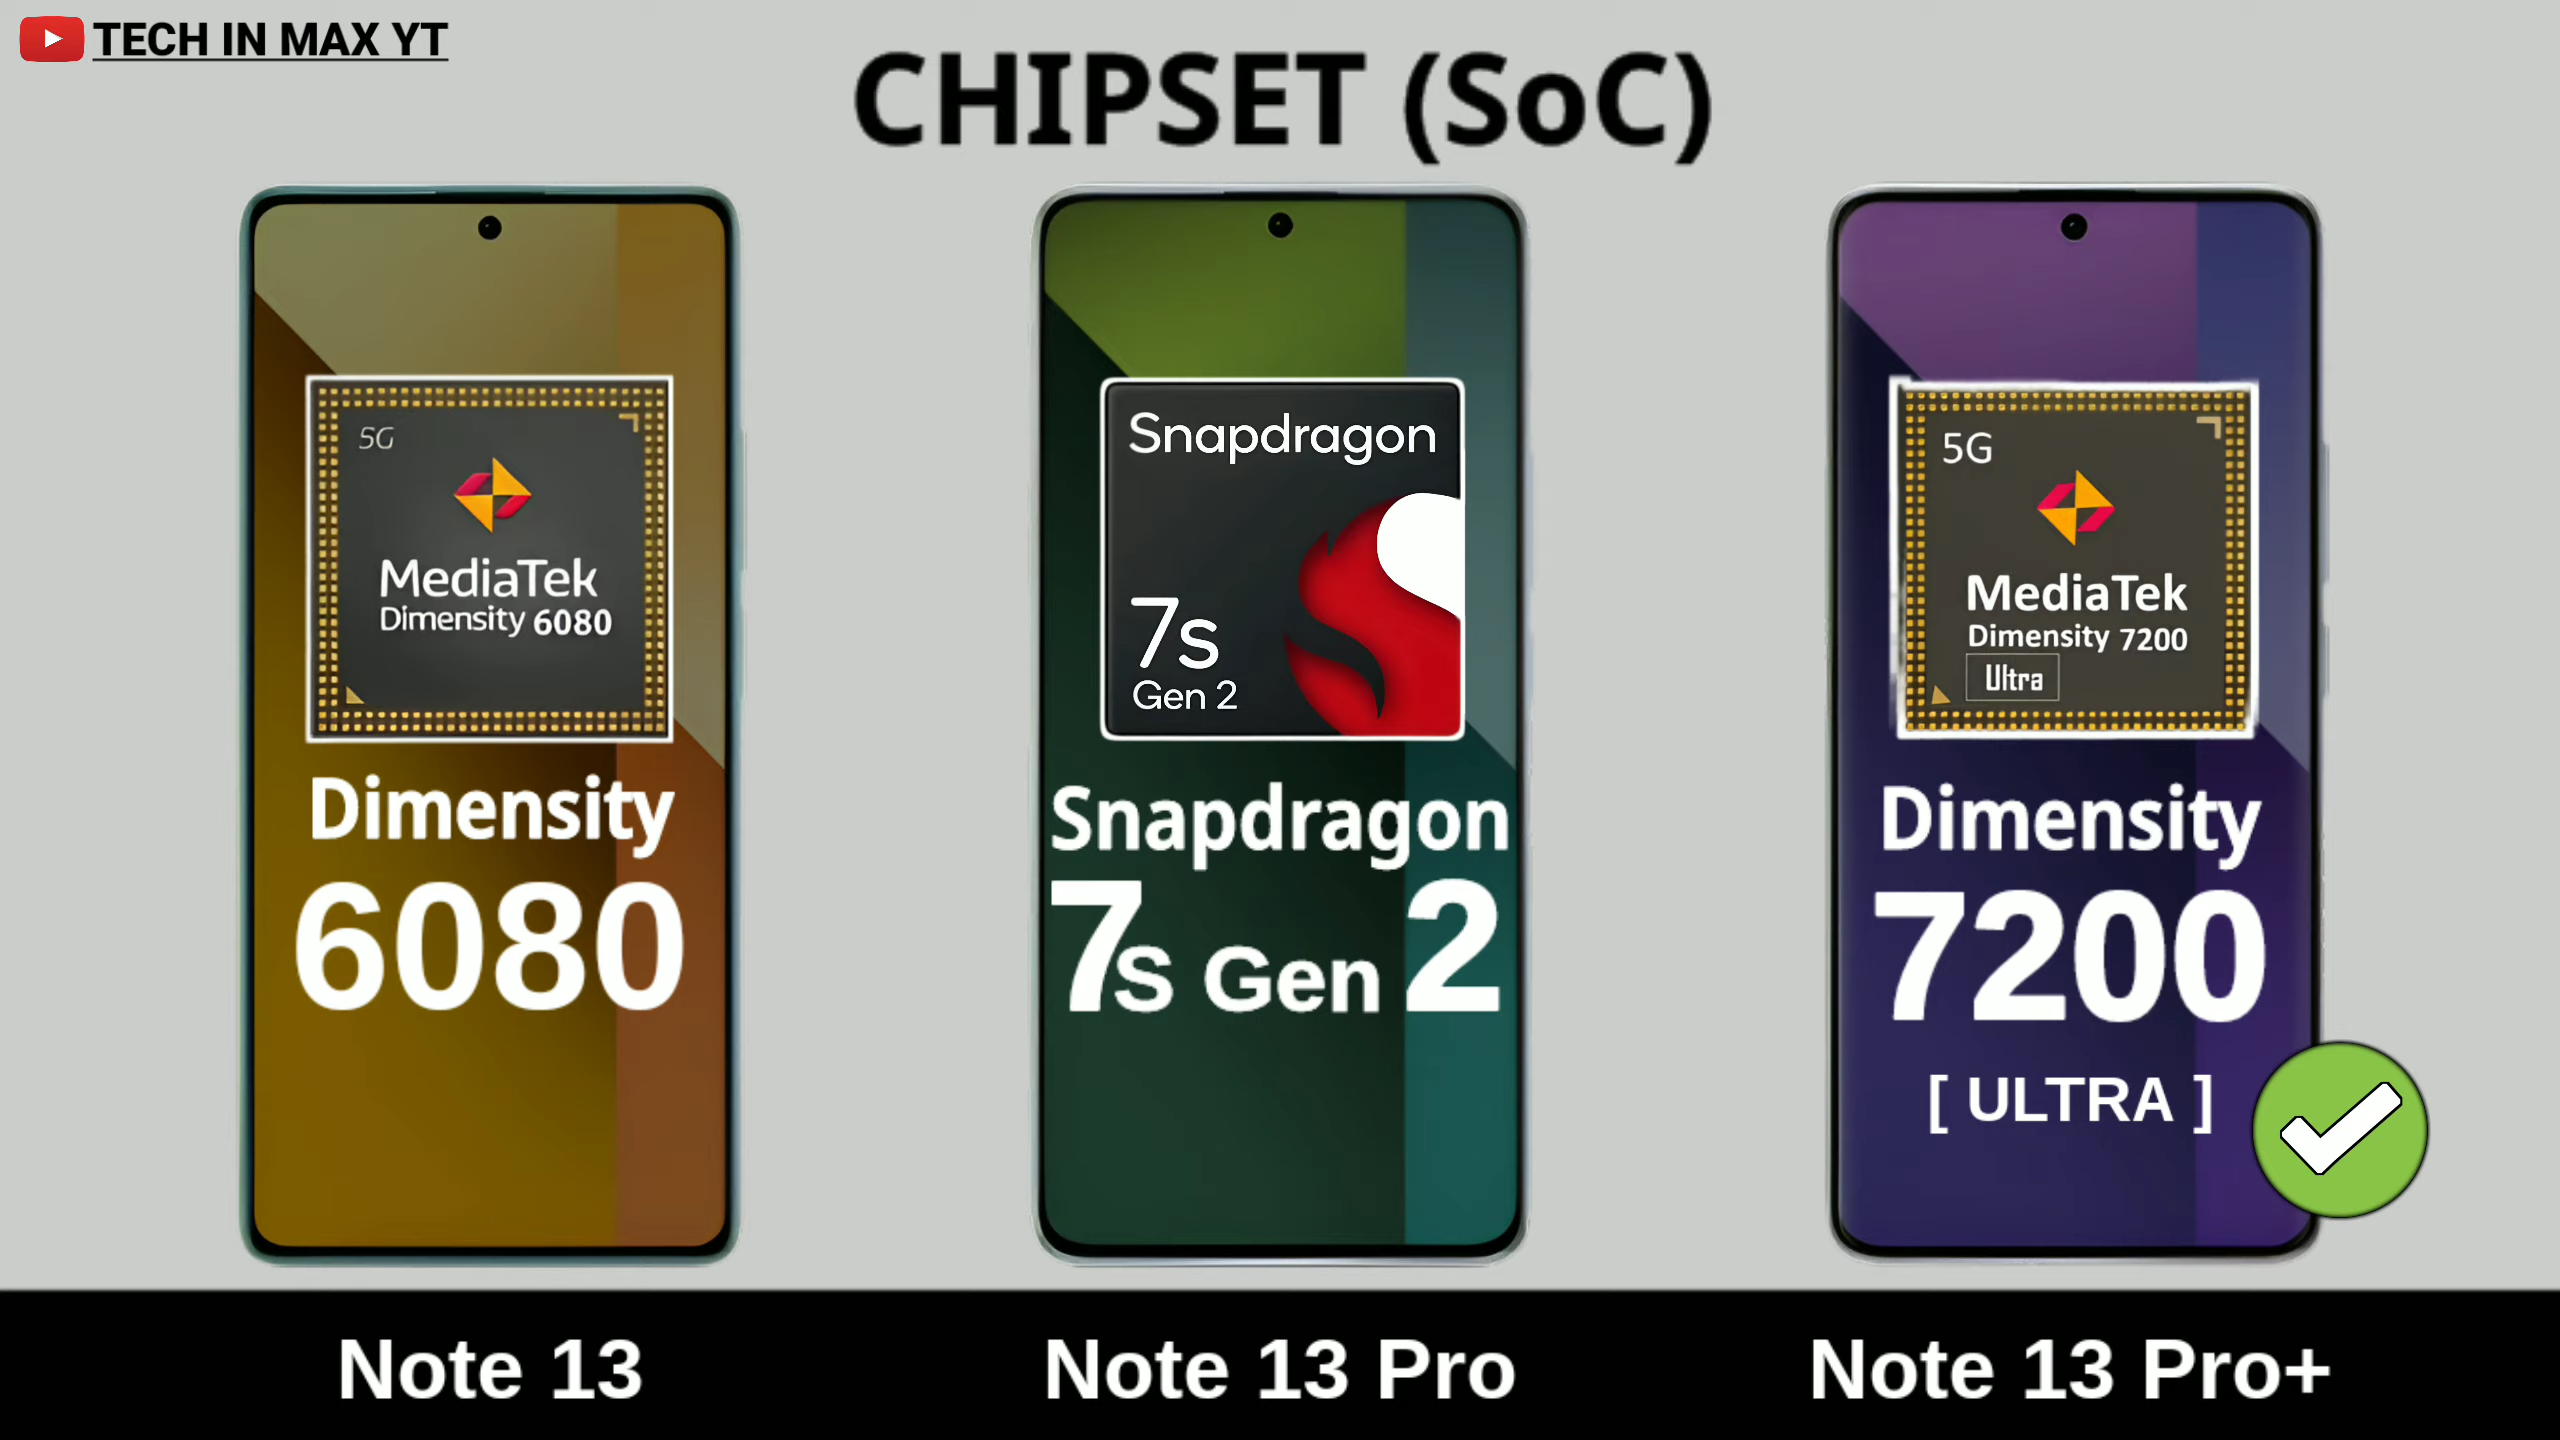 TECH IN MAX YT
CHIPSET (SoC)
5G
MediaTek
Dimensity 6080
Dimensity
6080
Snapdragon
7s
Gen 2
Snapdragon
7s Gen 2
5G
MediaTek
Dimensity 7200
Ultra
Dimensity
7200
[ ULTRA ]
Note 13
Note 13 Pro
Note 13 Pro+